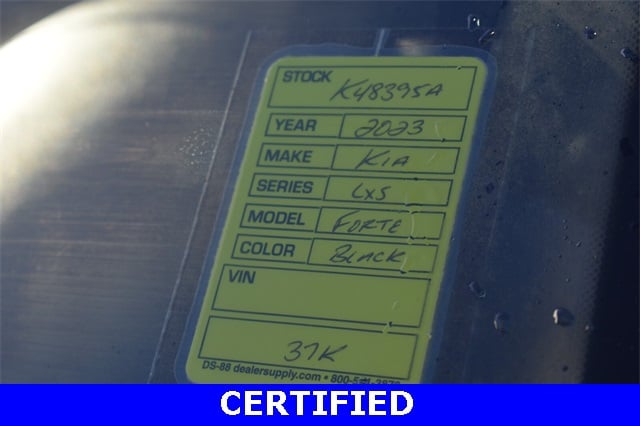 STOCK K48395A
YEAR 2023
MAKE KIA
SERIES LXS
MODEL FORTE
COLOR BLACK
VIN
37K
DS-88 dealersupply.com • 800-
CERTIFIED